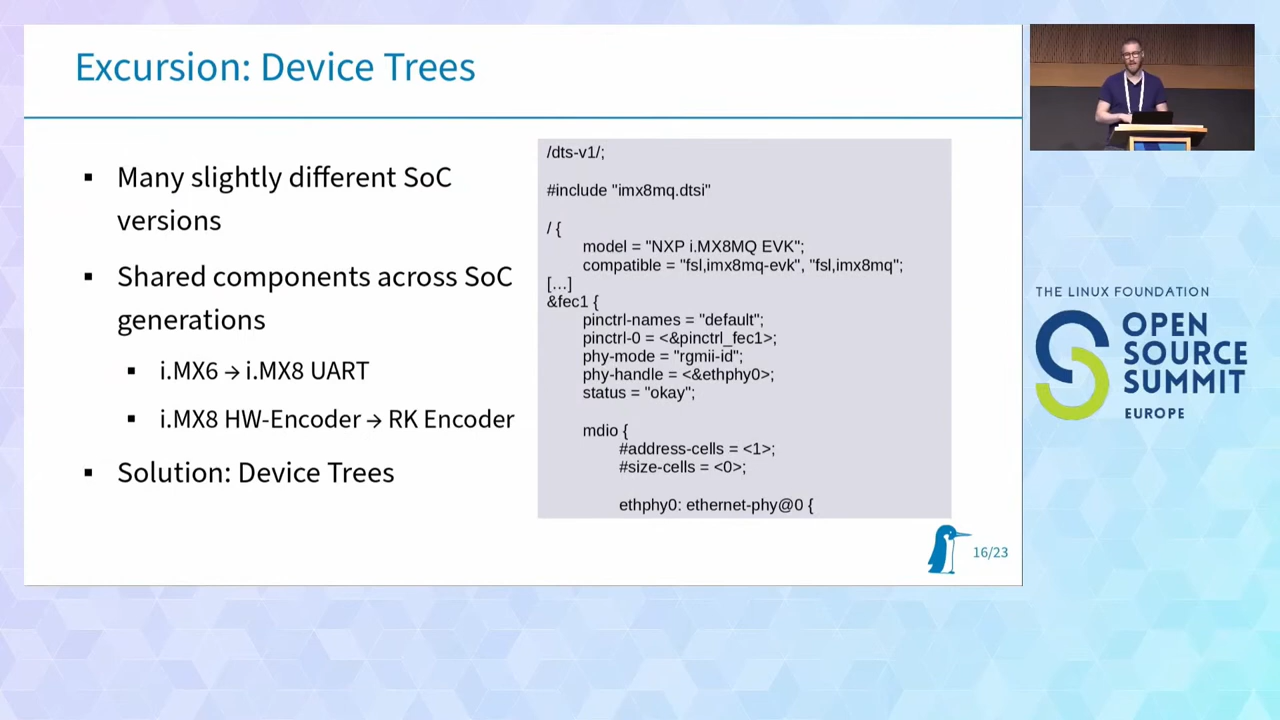 Excursion: Device Trees
▪ Many slightly different SoC
versions
▪ Shared components across SoC
generations
▪ i.MX6 → i.MX8 UART
▪ i.MX8 HW-Encoder → RK Encoder
▪ Solution: Device Trees
/dts-v1/;
#include "imx8mq.dtsi"
/ {
model = "NXP i.MX8MQ EVK";
compatible = "fsl,imx8mq-evk", "fsl,imx8mq";
[...]
&fec1 {
pinctrl-names = "default";
pinctrl-0 = <&pinctrl_fec1>;
phy-mode = "rgmii-id";
phy-handle = <&ethphy0>;
status = "okay";
mdio {
#address-cells = <1>;
#size-cells = <0>;
ethphy0: ethernet-phy@0 {
16/23
THE LINUX FOUNDATION
OPEN
SOURCE
SUMMIT
EUROPE